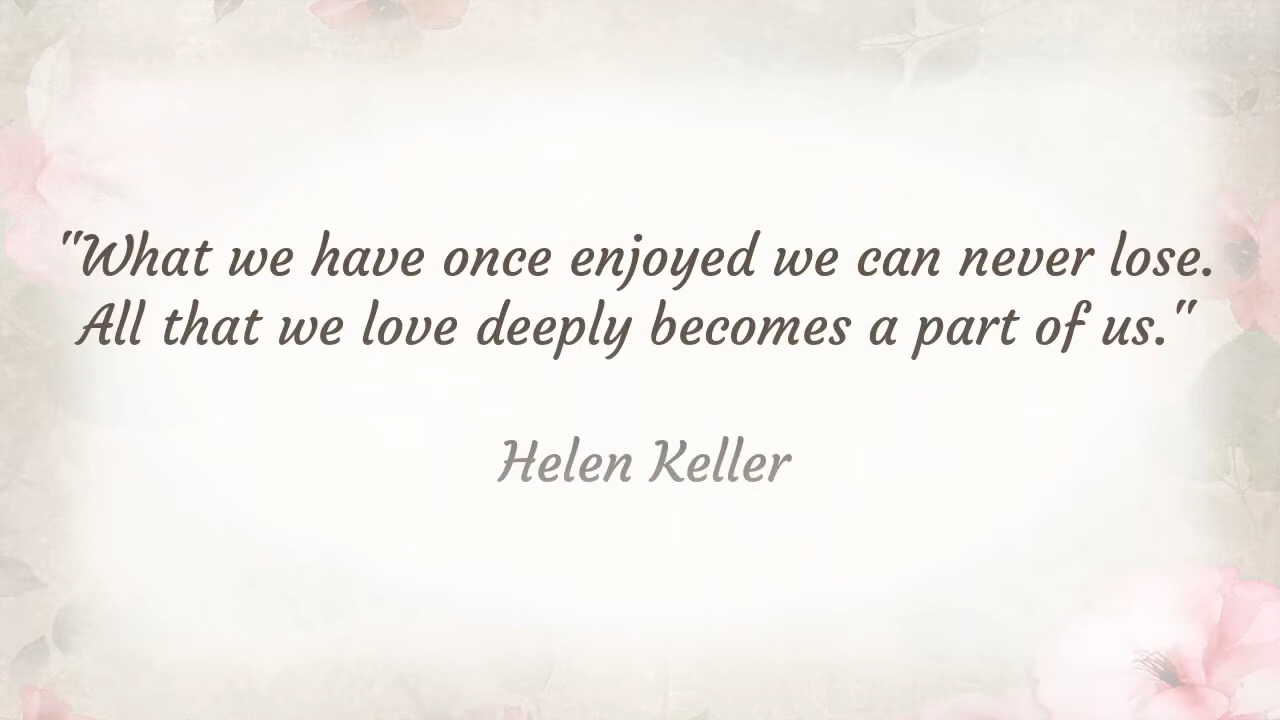 "What we have once enjoyed we can never lose.
All that we love deeply becomes a part of us."
Helen Keller